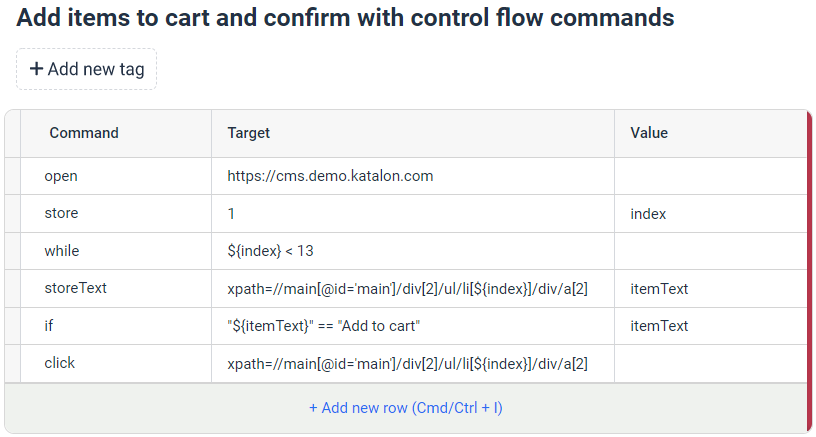 Add items to cart and confirm with control flow commands
+ Add new tag
Command Target Value
open https://cms.demo.katalon.com
store 1 index
while ${index} < 13
storeText xpath=//main[@id='main']/div[2]/ul/li[${index}]/div/a[2] itemText
if "${itemText}" == "Add to cart" itemText
click xpath=//main[@id='main']/div[2]/ul/li[${index}]/div/a[2]
+ Add new row (Cmd/Ctrl + I)